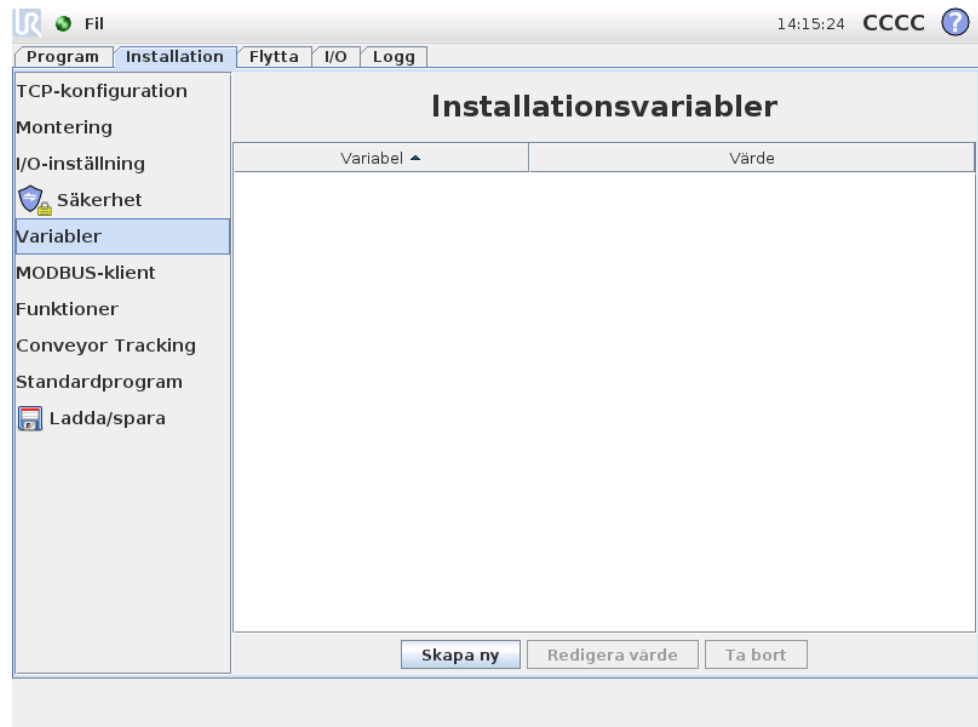 UR Fil 14:15:24 CCCC ?
Program Installation Flytta I/O Logg
TCP-konfiguration
Montering
I/O-inställning
Säkerhet
Variabler
MODBUS-klient
Funktioner
Conveyor Tracking
Standardprogram
Ladda/spara
Installationsvariabler
Variabel Värde
Skapa ny Redigera värde Ta bort